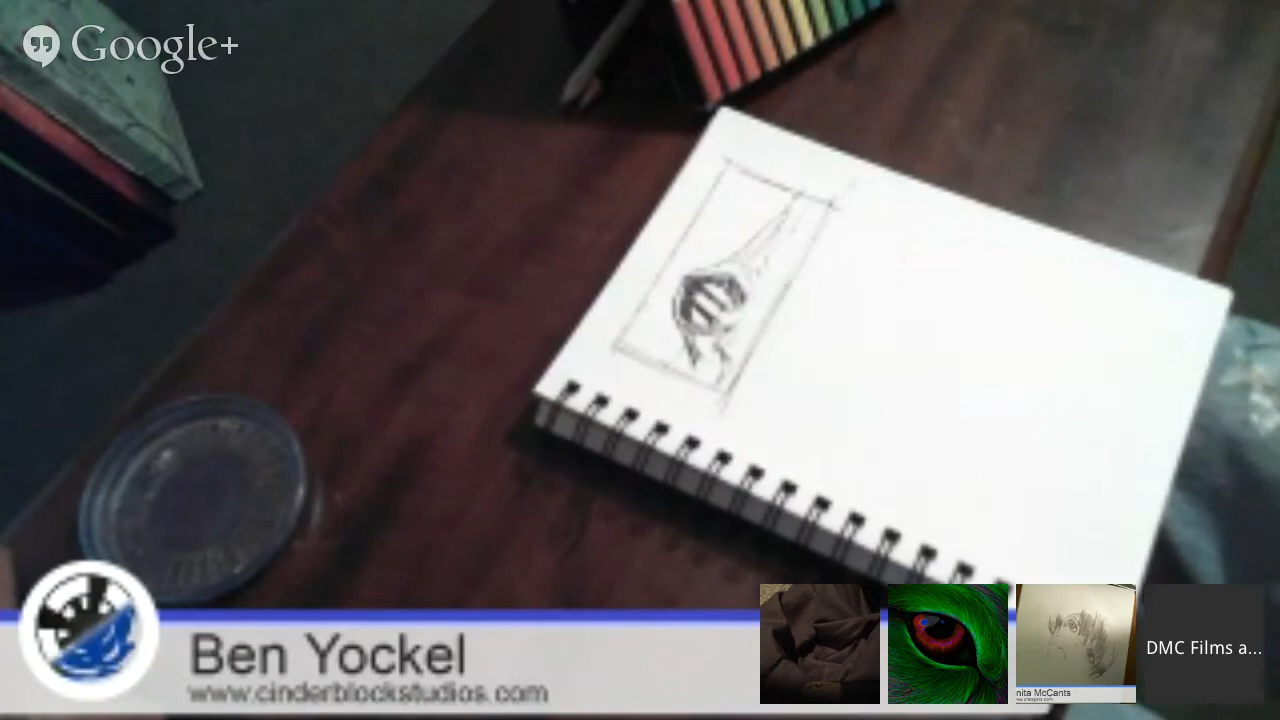 Google+
Ben Yockel
www.cinderblockstudios.com
nita McCants
DMC Films a...